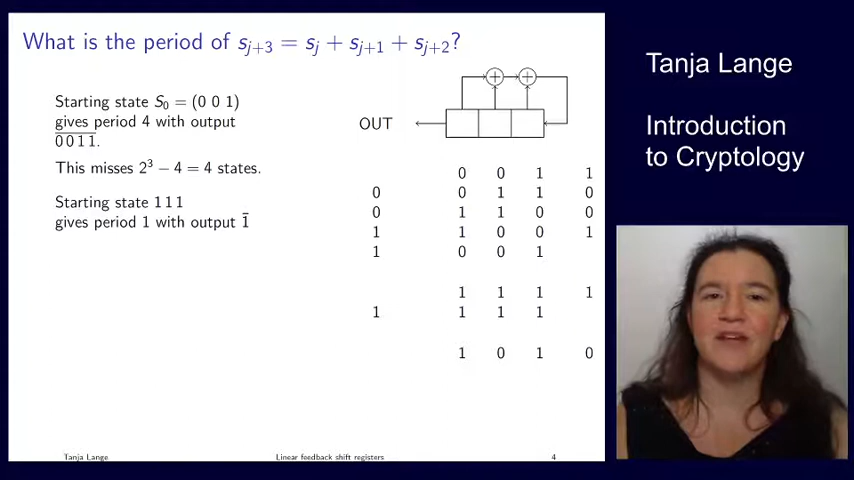 What is the period of s_{j+3} = s_j + s_{j+1} + s_{j+2}?
Starting state S_0 = (0 0 1)
gives period 4 with output
0 0 1 1.
This misses 2^3 − 4 = 4 states.
Starting state 1 1 1
gives period 1 with output 1̄
+ +
OUT
0 0 1 1
0 0 1 1 0
0 1 1 0 0
1 1 0 0 1
1 0 0 1
1 1 1 1
1 1 1 1
1 0 1 0
Tanja Lange
Linear feedback shift registers
4
Tanja Lange
Introduction
to Cryptology